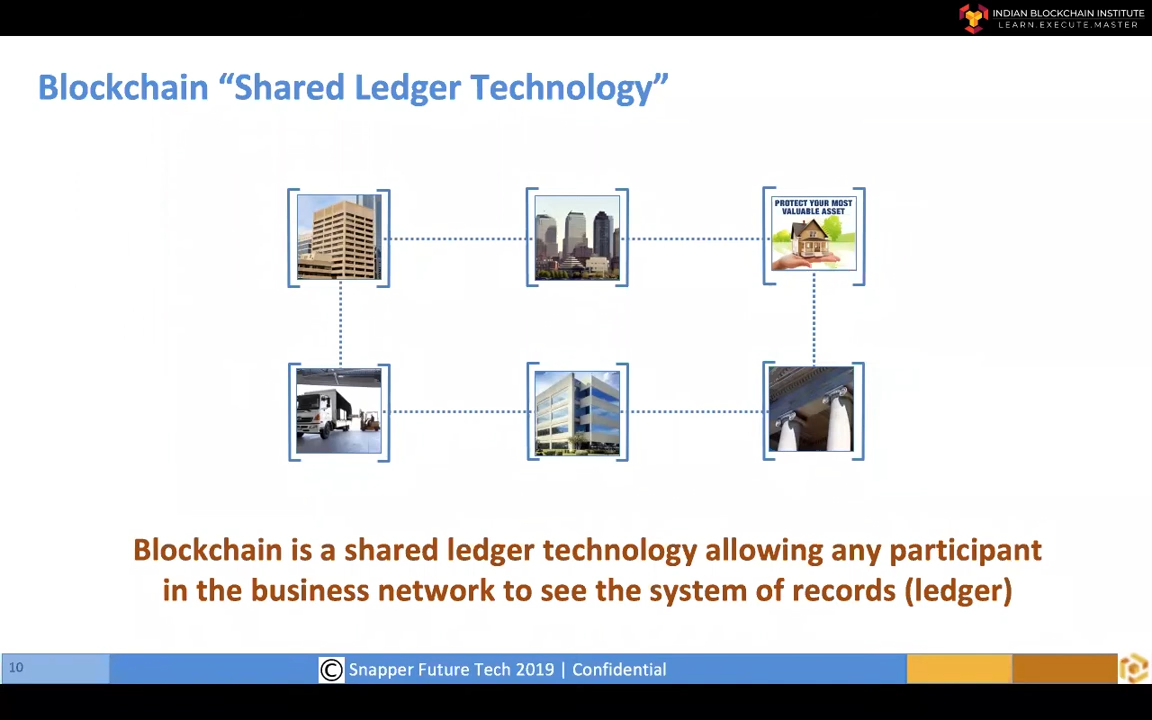 INDIAN BLOCKCHAIN INSTITUTE
LEARN.EXECUTE.MASTER
Blockchain “Shared Ledger Technology”
PROTECT YOUR MOST
VALUABLE ASSET
Blockchain is a shared ledger technology allowing any participant
in the business network to see the system of records (ledger)
10
© Snapper Future Tech 2019 | Confidential